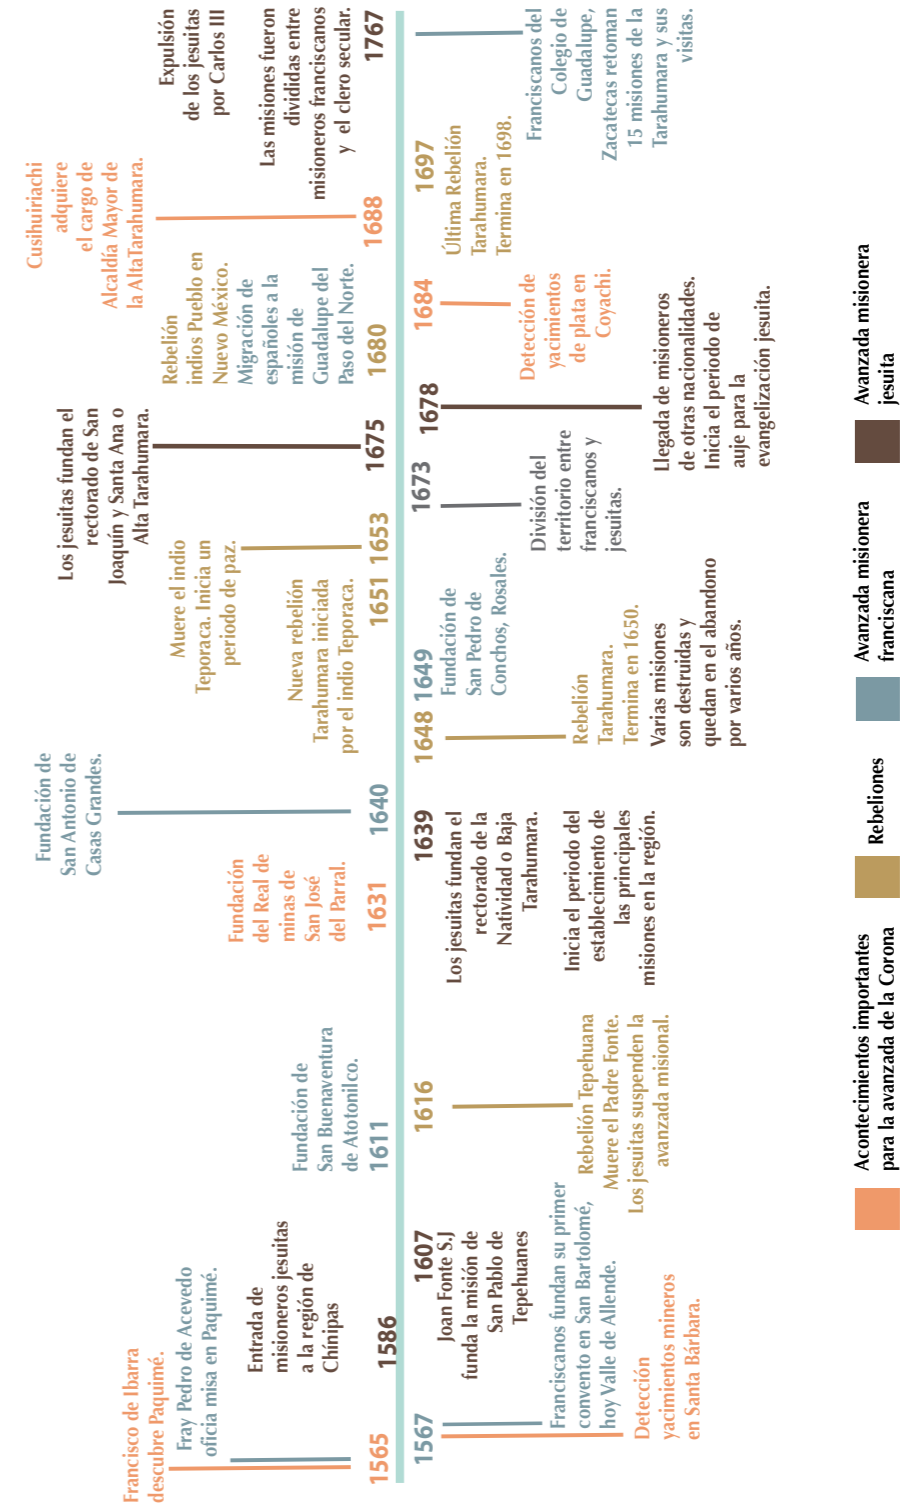 Francisco de Ibarra
descubre Paquimé.
Fray Pedro de Acevedo
oficia misa en Paquimé.
1565
1567
Franciscanos fundan su primer
convento en San Bartolomé,
hoy Valle de Allende.
Detección
yacimientos mineros
en Santa Bárbara.
Entrada de
misioneros jesuitas
a la región de
Chínipas
1586
1607
Joan Fonte S.J
funda la misión de
San Pablo de
Tepehuanes
Fundación de
San Buenaventura
de Atotonilco.
1611
1616
Rebelión Tepehuana
Muere el Padre Fonte.
Los jesuitas suspenden la
avanzada misional.
Fundación
del Real de
minas de
San José
del Parral.
1631
1639
Los jesuitas fundan el
rectorado de la
Natividad o Baja
Tarahumara.
Inicia el periodo del
establecimiento de
las principales
misiones en la región.
Fundación de
San Antonio de
Casas Grandes.
1640
1648
Rebelión
Tarahumara.
Termina en 1650.
Varias misiones
son destruidas y
quedan en el abandono
por varios años.
1649
Fundación de
San Pedro de
Conchos, Rosales.
Nueva rebelión
Tarahumara iniciada
por el indio Teporaca.
1651
Muere el indio
Teporaca. Inicia un
periodo de paz.
1653
1673
División del
territorio entre
franciscanos y
jesuitas.
Los jesuitas fundan el
rectorado de San
Joaquín y Santa Ana o
Alta Tarahumara.
1675
1678
Llegada de misioneros
de otras nacionalidades.
Inicia el periodo de
auje para la
evangelización jesuita.
Rebelión
indios Pueblo en
Nuevo México.
Migración de
españoles a la
misión de
Guadalupe del
Paso del Norte.
1680
1684
Detección de
yacimientos
de plata en
Coyachi.
Cusihuiriachi
adquiere
el cargo de
Alcaldía Mayor de
la AltaTarahumara.
1688
1697
Última Rebelión
Tarahumara.
Termina en 1698.
Expulsión
de los jesuitas
por Carlos III
Las misiones fueron
divididas entre
misioneros franciscanos
y el clero secular.
1767
Franciscanos del
Colegio de
Guadalupe,
Zacatecas retoman
15 misiones de la
Tarahumara y sus
visitas.
Acontecimientos importantes
para la avanzada de la Corona
Rebeliones
Avanzada misionera
franciscana
Avanzada misionera
jesuita